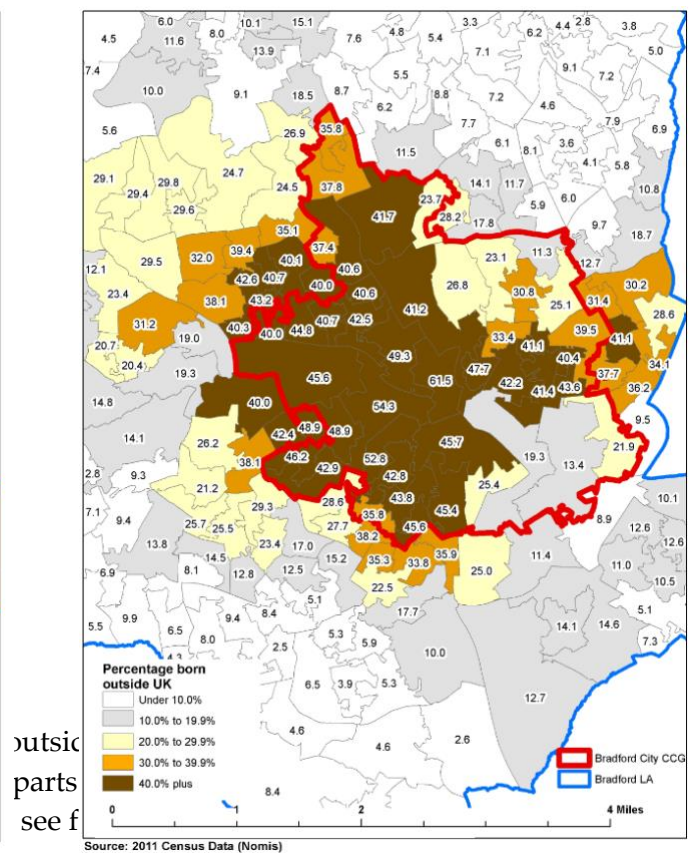 6.0 10.1 15.1 4.8 3.3 4.4 2.8 3.8
4.5 11.6 8.0 7.6 5.4 6.2
13.9 7.1 5.0
7.4 5.5 9.1 7.2
10.0 9.1 18.5 8.7 6.2 8.8 7.2 4.6
5.6 26.9 35.8 7.7 7.9 6.9
11.5 6.1 8.1 3.6
29.1 29.4 29.8 24.7 24.5 37.8 14.1 11.7 4.1 5.8
29.6 23.7 5.9 6.0 10.8
41.7 28.2 17.8 9.7
35.1 18.7
32.0 39.4 40.1 37.4 23.1 11.3 12.7
12.1 29.5 42.6 40.7 40.0 40.6 26.8 30.8 30.2
23.4 38.1 43.2 40.6 41.2 25.1 31.4 28.6
31.2 40.3 40.0 44.8 40.7 42.5 39.5 41.1
20.7 19.0 33.4 41.1 34.1
20.4 19.3 49.3 47.7 40.4 37.7
45.6 61.5 42.2 41.4 43.6 36.2
14.8 40.0 54.3 9.5
14.1 26.2 42.4 48.9 48.9 45.7 21.9
2.8 9.3 38.1 46.2 52.8 19.3 13.4
21.2 42.9 42.8 25.4
7.1 9.4 29.3 28.6 43.8 45.4 10.1
25.7 25.5 27.7 35.8 45.6 8.9 12.6
13.8 23.4 17.0 38.2 12.6
14.5 15.2 35.3 33.8 35.9 11.4
6.9 8.1 12.8 12.5 25.0 11.0 10.5
22.5
5.1 17.7 5.1
5.5 9.9 6.5 9.4 8.4 5.3 5.9 14.1 14.6
8.0 2.5 10.0 7.3
4.3
6.5 3.9 5.3 12.7
4.6 4.6 2.6
8.4
Percentage born
outside UK
Under 10.0%
10.0% to 19.9%
20.0% to 29.9%
30.0% to 39.9%
40.0% plus
Bradford City CCG
Bradford LA
0 1 2 4 Miles
parts
see f
Source: 2011 Census Data (Nomis)